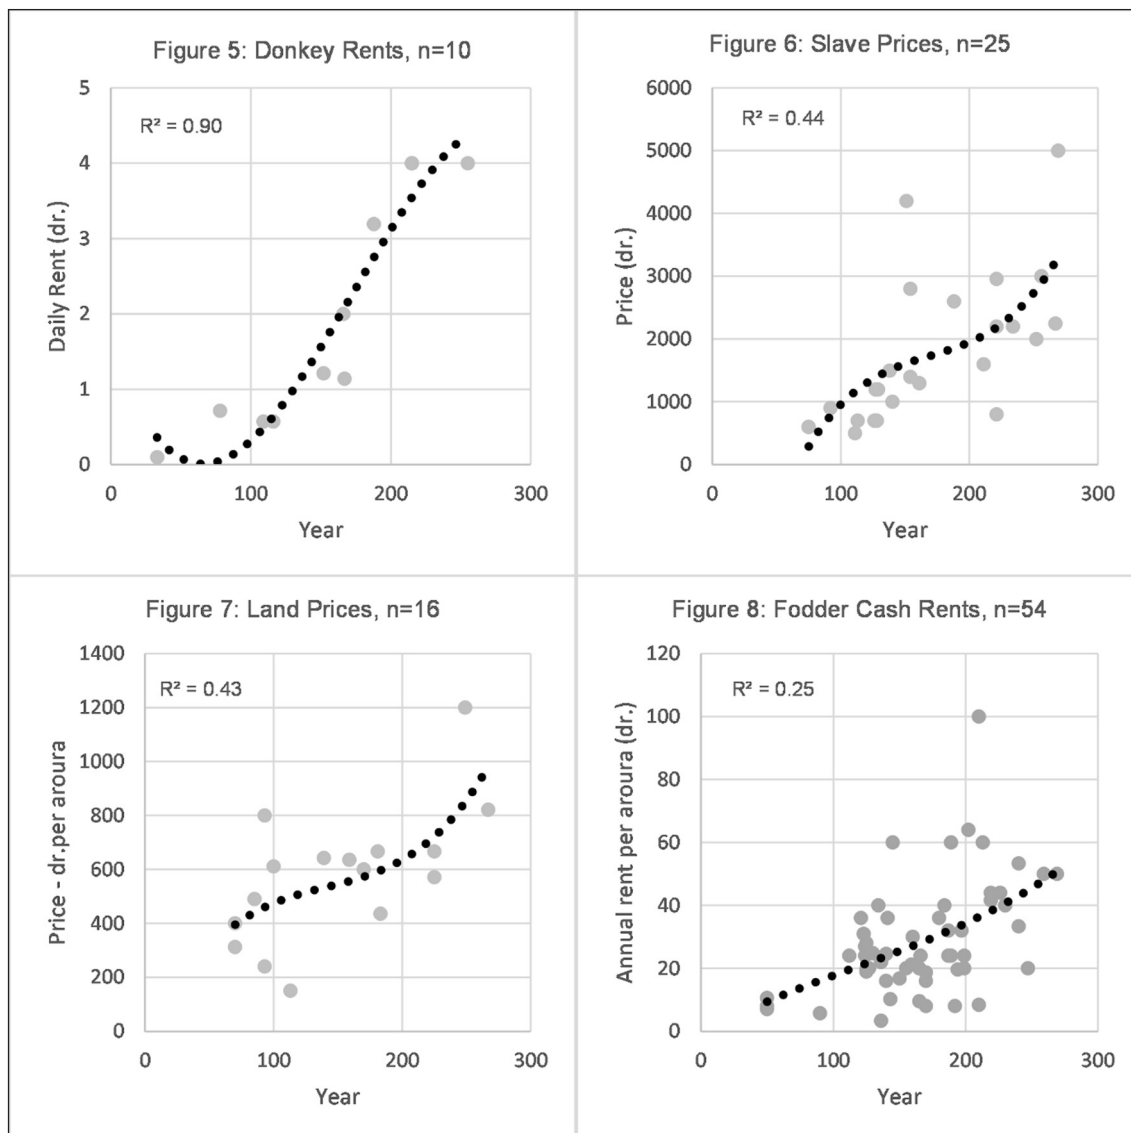 Figure 5: Donkey Rents, n=10
R² = 0.90
Daily Rent (dr.)
5
4
3
2
1
0
0 100 200 300
Year
Figure 6: Slave Prices, n=25
R² = 0.44
Price (dr.)
6000
5000
4000
3000
2000
1000
0
0 100 200 300
Year
Figure 7: Land Prices, n=16
R² = 0.43
Price - dr.per aroura
1400
1200
1000
800
600
400
200
0
0 100 200 300
Year
Figure 8: Fodder Cash Rents, n=54
R² = 0.25
Annual rent per aroura (dr.)
120
100
80
60
40
20
0
0 100 200 300
Year